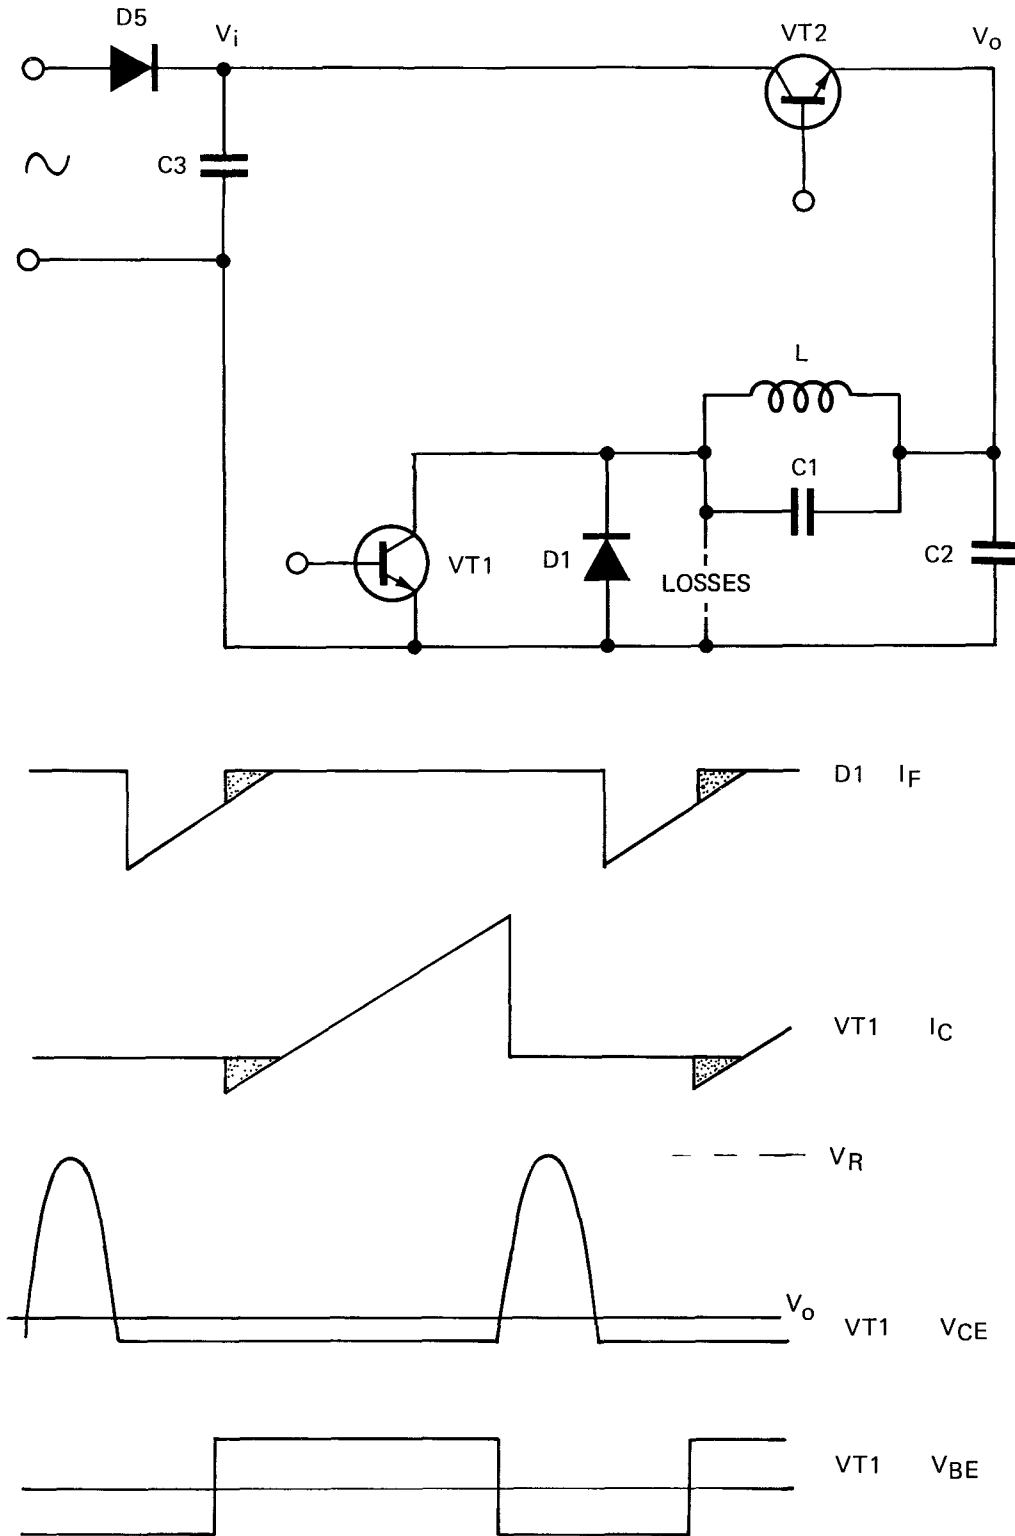 D5
Vi
VT2
Vo
C3
L
C1
VT1
D1
LOSSES
C2
D1 IF
VT1 IC
VR
Vo
VT1 VCE
VT1 VBE